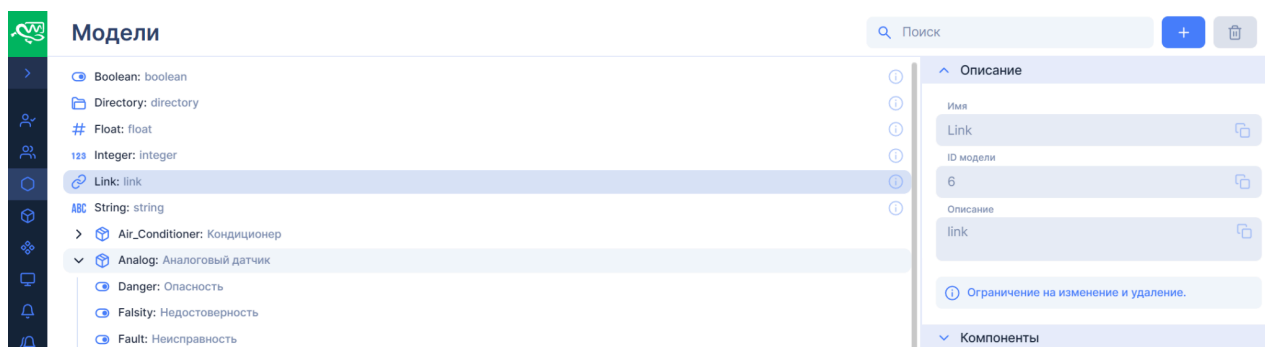 Модели
Поиск
Boolean: boolean
Directory: directory
Float: float
123 Integer: integer
Link: link
ABC String: string
Air_Conditioner: Кондиционер
Analog: Аналоговый датчик
Danger: Опасность
Falsity: Недостоверность
Fault: Неисправность
Описание
Имя
Link
ID модели
6
Описание
link
Ограничение на изменение и удаление.
Компоненты